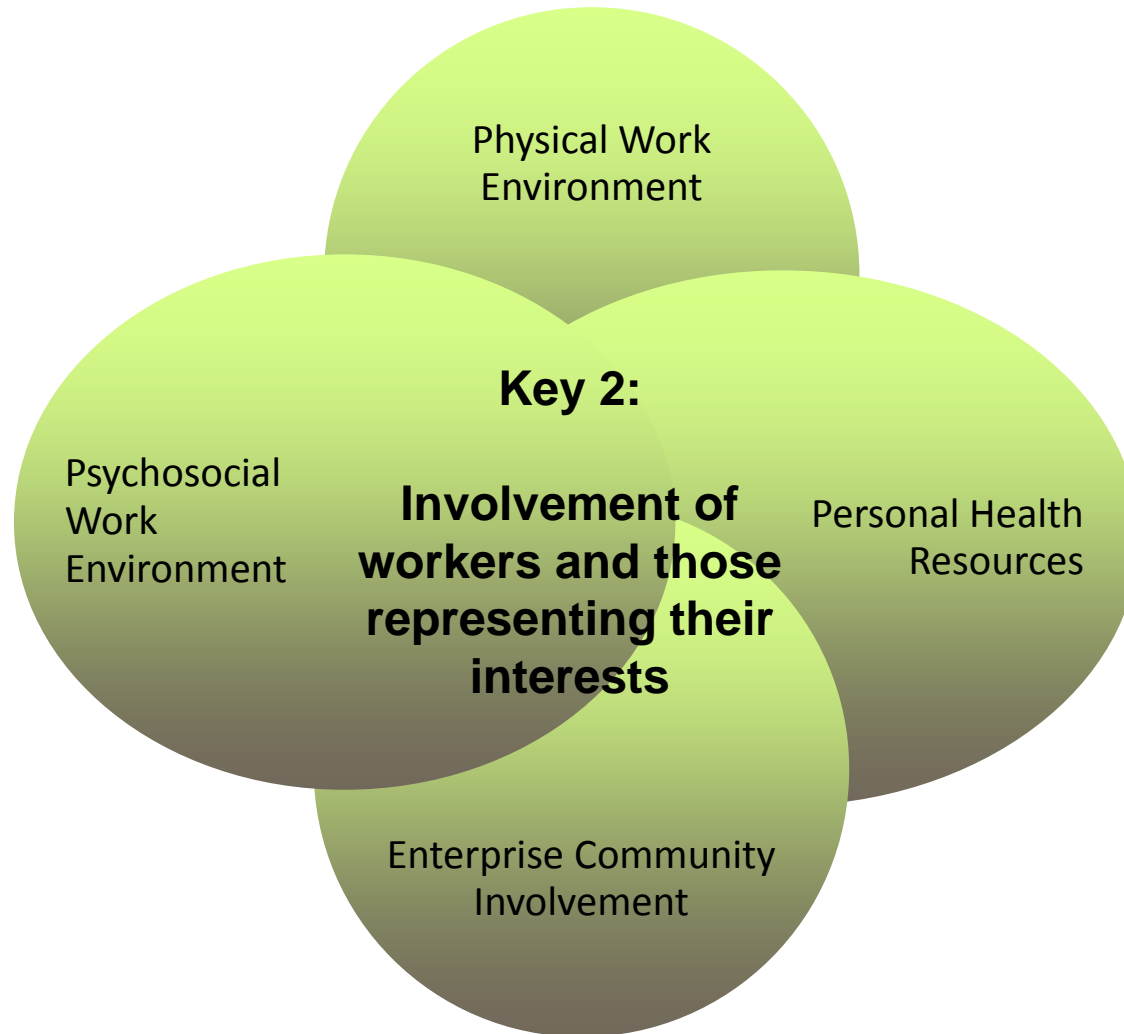 Physical Work
Environment
Key 2:
Psychosocial
Work
Environment
Involvement of
workers and those
representing their
interests
Personal Health
Resources
Enterprise Community
Involvement